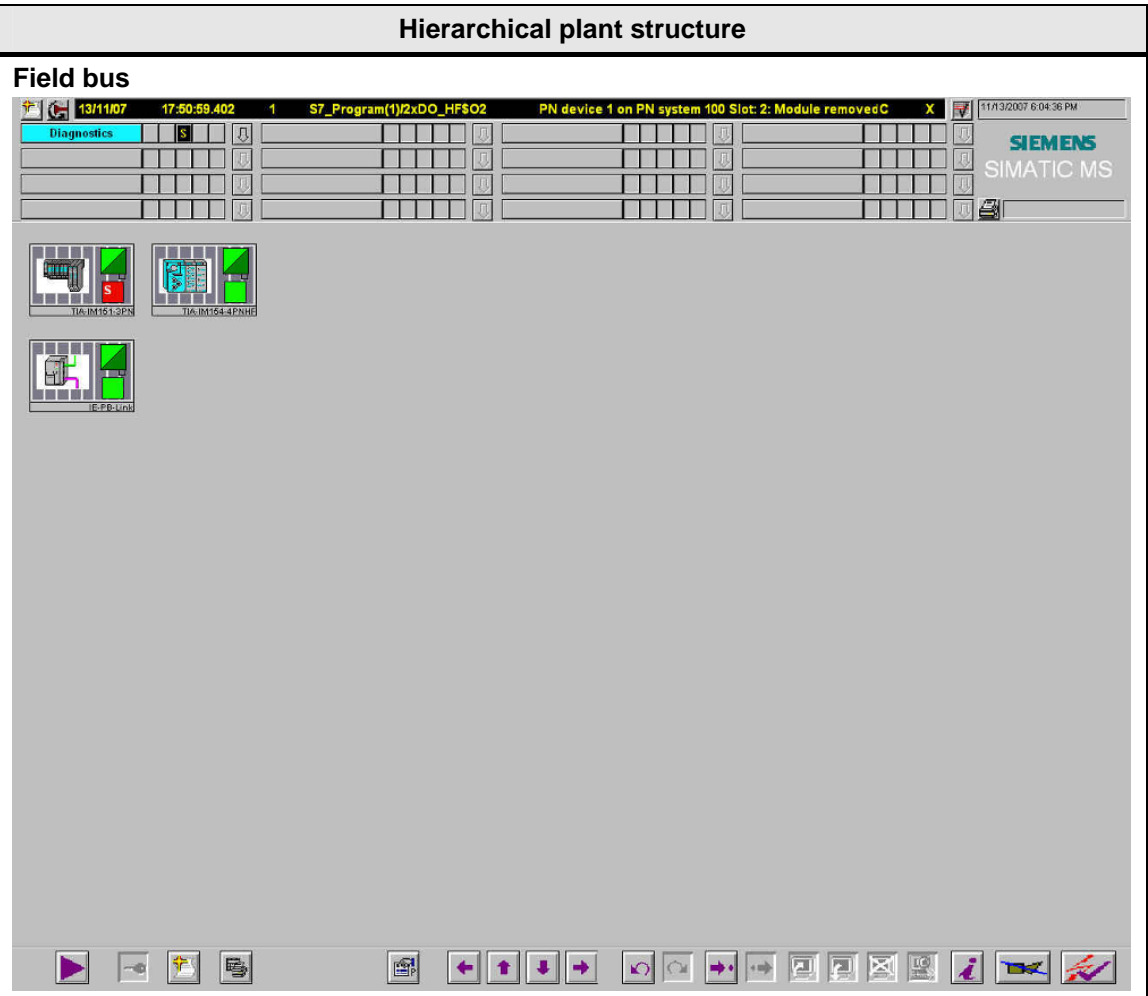 Hierarchical plant structure
Field bus
13/11/07 17:50:59.402 1 S7_Program(1)/2xDO_HF$O2 PN device 1 on PN system 100 Slot: 2: Module removedC X 11/13/2007 6:04:36 PM
Diagnostics S
SIEMENS
SIMATIC MS
S
TIA-IM151-3PN TIA-IM154-4PNHF
IE-PB-Link